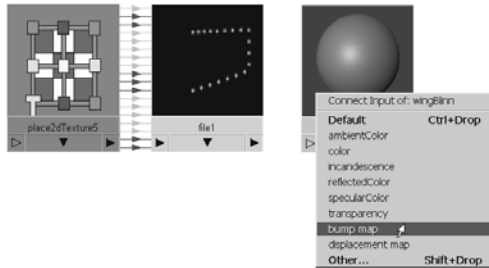 place2dTexture5
file1
Connect Input of: wingBlinn
Default Ctrl+Drop
ambientColor
color
incandescence
reflectedColor
specularColor
transparency
bump map
displacement map
Other... Shift+Drop